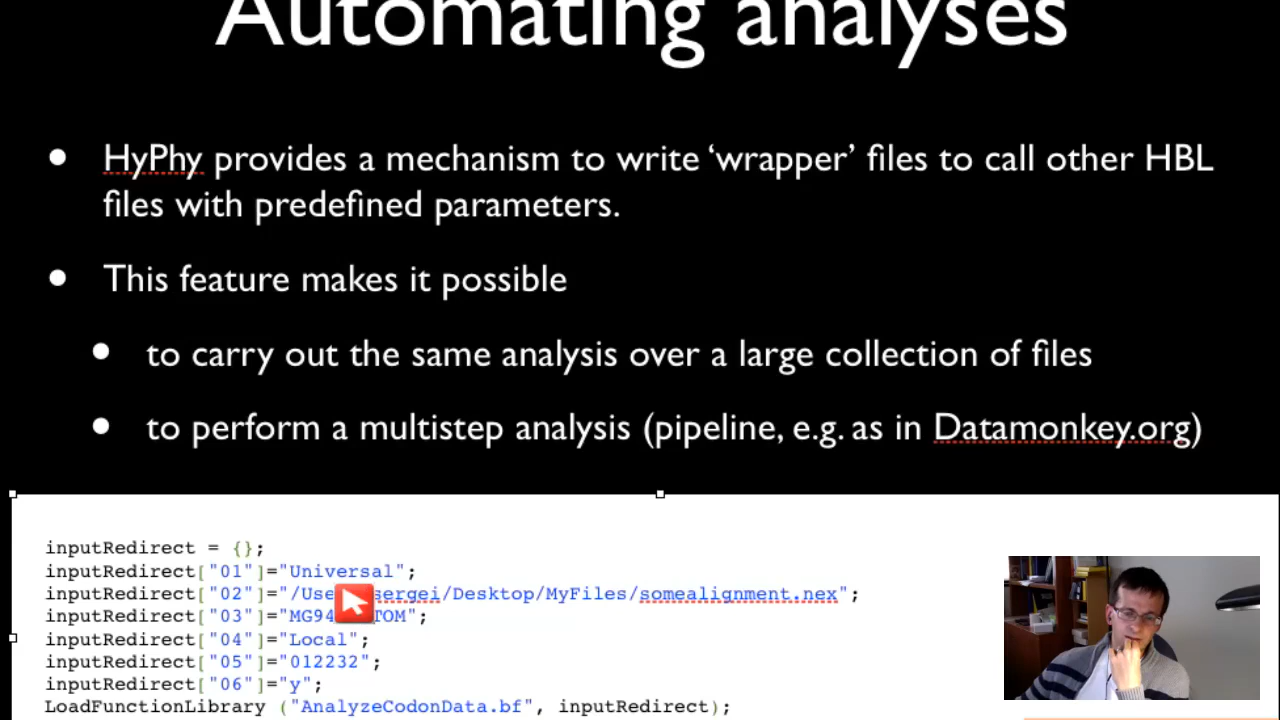 Automating analyses
• HyPhy provides a mechanism to write ‘wrapper’ files to call other HBL
files with predefined parameters.
• This feature makes it possible
• to carry out the same analysis over a large collection of files
• to perform a multistep analysis (pipeline, e.g. as in Datamonkey.org)
inputRedirect = {};
inputRedirect["01"]="Universal";
inputRedirect["02"]="/Use sergei/Desktop/MyFiles/somealignment.nex";
inputRedirect["03"]="MG94 TOM";
inputRedirect["04"]="Local";
inputRedirect["05"]="012232";
inputRedirect["06"]="y";
LoadFunctionLibrary ("AnalyzeCodonData.bf", inputRedirect);